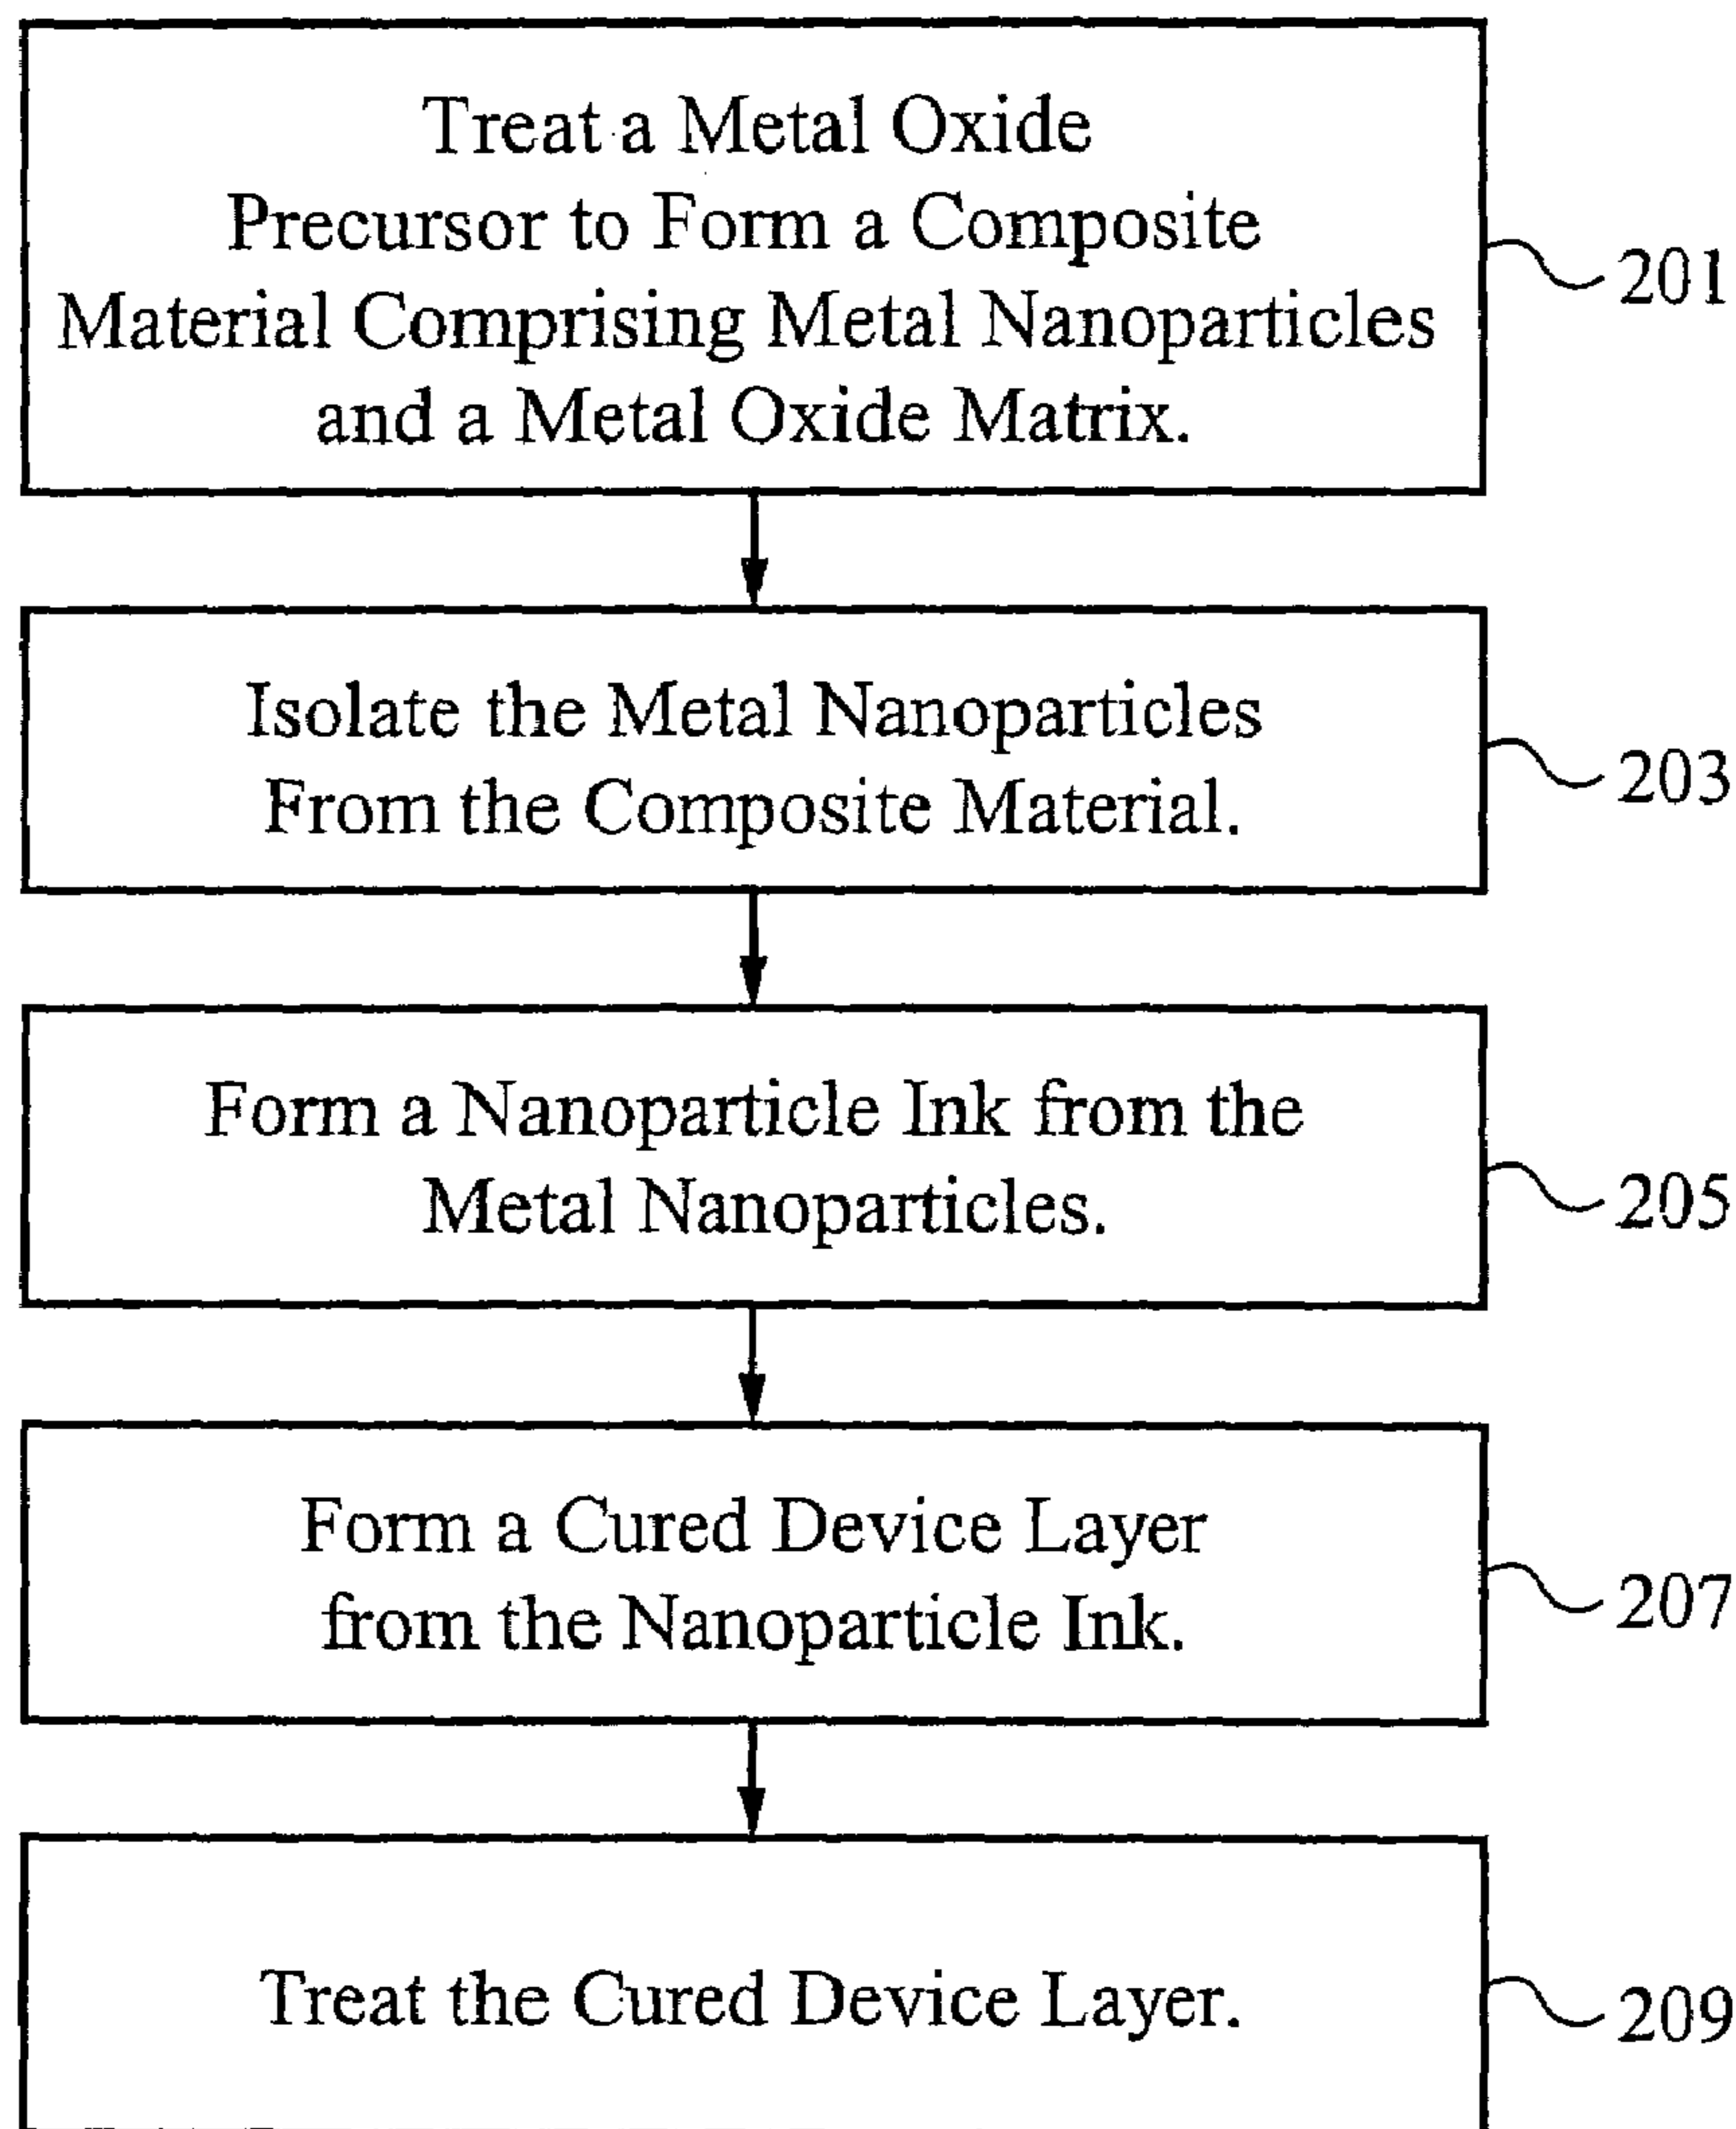 Treat a Metal Oxide
Precursor to Form a Composite
Material Comprising Metal Nanoparticles
and a Metal Oxide Matrix.
201
Isolate the Metal Nanoparticles
From the Composite Material.
203
Form a Nanoparticle Ink from the
Metal Nanoparticles.
205
Form a Cured Device Layer
from the Nanoparticle Ink.
207
Treat the Cured Device Layer.
209